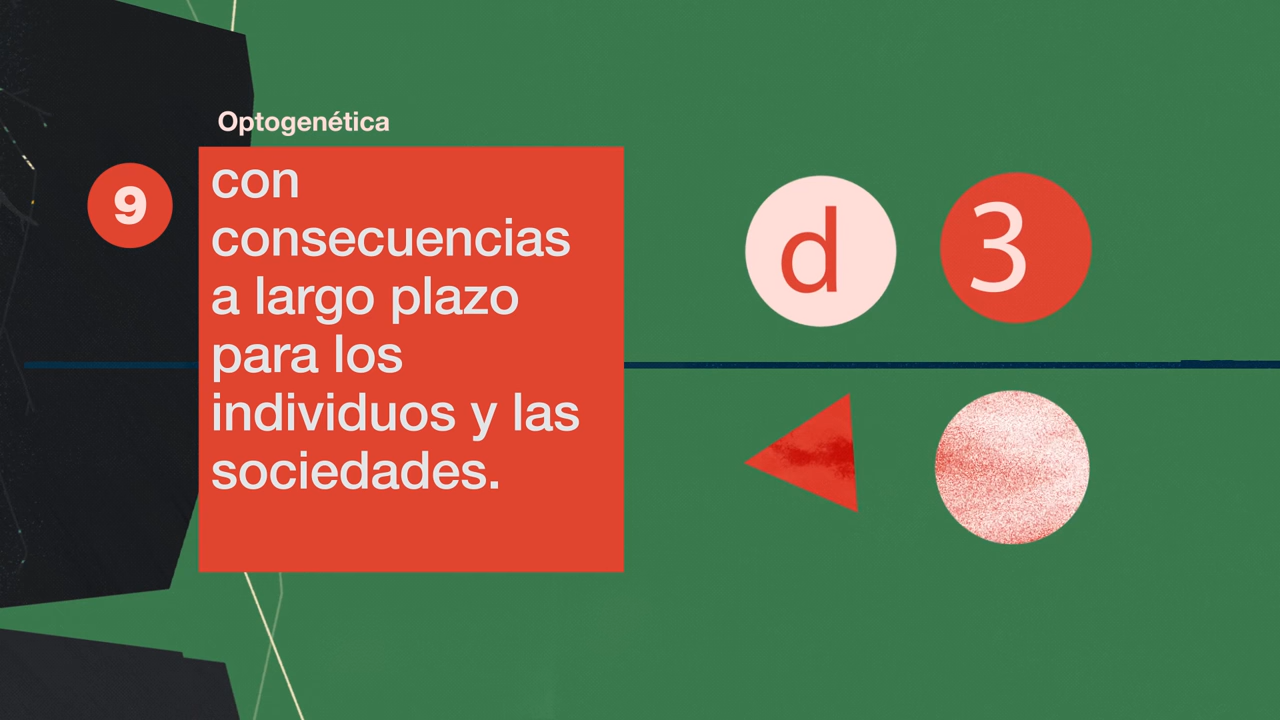 Optogenética
9
con
consecuencias
a largo plazo
para los
individuos y las
sociedades.
d
3